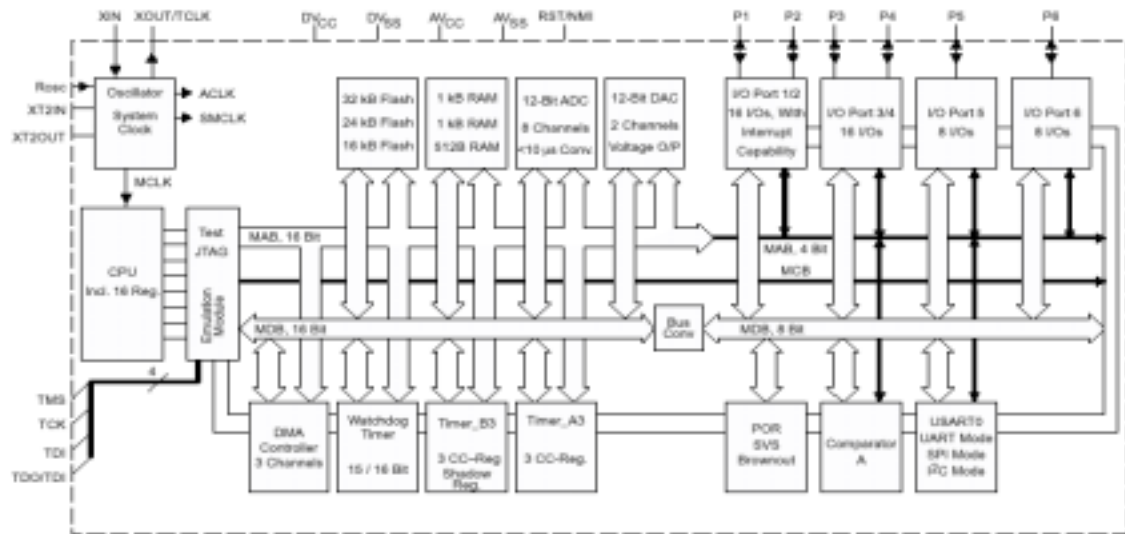 XIN
XOUT/TCLK
DVCC
DVSS
AVCC
AVSS
RST/NMI
P1
P2
P3
P4
P5
P6
Rosc
XT2IN
XT2OUT
Oscillator
System
Clock
ACLK
SMCLK
MCLK
32 kB Flash
24 kB Flash
16 kB Flash
1 kB RAM
1 kB RAM
512B RAM
12-Bit ADC
8 Channels
<10 µs Conv.
12-Bit DAC
2 Channels
Voltage O/P
I/O Port 1/2
16 I/Os, With
Interrupt
Capability
I/O Port 3/4
16 I/Os
I/O Port 5
8 I/Os
I/O Port 6
8 I/Os
CPU
Incl. 16 Reg.
Test
JTAG
Emulation
Module
MAB, 16 Bit
MAB, 4 Bit
MCB
MDB, 16 Bit
Bus
Conv
MDB, 8 Bit
4
TMS
TCK
TDI
TDO/TDI
DMA
Controller
3 Channels
Watchdog
Timer
15 / 16 Bit
Timer_B3
3 CC-Reg
Shadow
Reg.
Timer_A3
3 CC-Reg.
POR
SVS
Brownout
Comparator
A
USART0
UART Mode
SPI Mode
I2C Mode